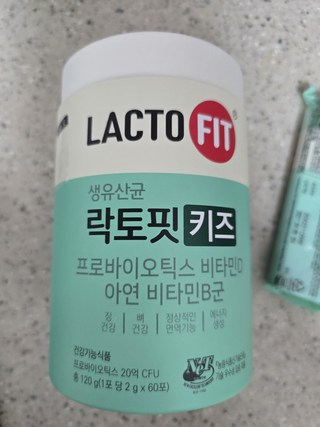 LACTO FIT
생유산균
락토핏 키즈
프로바이오틱스 비타민D
아연 비타민B군
장 건강
뼈 건강
정상적인 면역기능
에너지 생성
건강기능식품
프로바이오틱스 20억 CFU
총 120g(1포 당 2g x 60포)